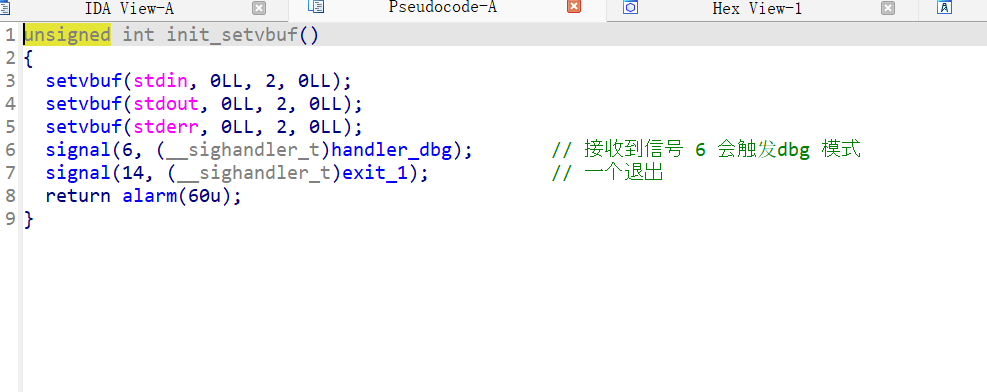 IDA View-A Pseudocode-A Hex View-1 A
1 unsigned int init_setvbuf()
2 {
3 setvbuf(stdin, 0LL, 2, 0LL);
4 setvbuf(stdout, 0LL, 2, 0LL);
5 setvbuf(stderr, 0LL, 2, 0LL);
6 signal(6, (__sighandler_t)handler_dbg); // 接收到信号 6 会触发dbg 模式
7 signal(14, (__sighandler_t)exit_1); // 一个退出
8 return alarm(60u);
9 }